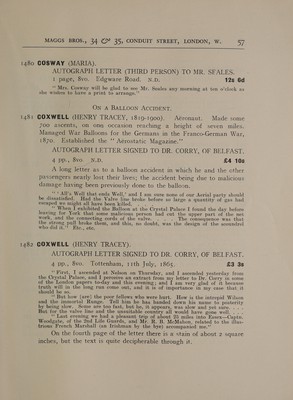 MAGGS BROS., 34 & 35, CONDUIT STREET, LONDON, W. 57
1480 COSWAY (MARIA).
AUTOGRAPH LETTER (THIRD PERSON) TO MR. SEALES.
1 page, 8vo. Edgware Road. N.D. 12s 6d
" Mrs. Cosway will be glad to see Mr. Seales any morning at ten o'clock as
she wishes to have a print to arrange."
ON A BALLOON ACCIDENT.
1481 COXWELL (HENRY TRACEY, 1819-1900). Aeronaut. Made some
700 ascents, on one occasion reaching a height of seven miles.
Managed War Balloons for the Germans in the Franco-German War,
1870. Established the " Aerostatic Magazine."
AUTOGRAPH LETTER SIGNED TO DR. CORRY, OF BELFAST.
4 pp., 8vo. N.D. £4 10s
A long letter as to a balloon accident in which he and the other
passengers nearly lost their lives; the accident being due to malicious
damage having been previously done to the balloon.
" ' All's Well that ends Well,' and I am sure none of our Aerial party should
be dissatisfied. Had the Valve line broke before so large a quantity of gas had
escaped we might all have been killed.
" When I exhibited the Balloon at the Crystal Palace I found the day before
leaving for York that some malicious person had cut the upper part of the net
work, and the connecting cords of the valve. . . . The consequence was that
the strong pull broke them, and this, no doubt, was the design of the scoundrel
who did it." Etc., etc.
1482 COXWELL (HENRY TRACEY).
AUTOGRAPH LETTER SIGNED TO DR. CORRY, OF BELFAST.
4 pp., 8vo. Tottenham, 11th July, 1865. £3 3s
" First, I ascended at Nelson on Thursday, and I ascended yesterday from
the Crystal Palace, and I perceive an extract from my letter to Dr. Corry in some
of the London papers to-day and this evening; and I am very glad of it because
truth will in the long run come out, and it is of importance in my case that it
should be so.
" But how [are] the poor fellows who were hurt. How is the intrepid Wilson
and the immortal Runge. Tell him he has handed down his name to posterity
by being slow. Some are too fast, but he, it appears, was slow and sure. . . .
But for the valve line and the unsuitable country all would have gone well. . . .
" Last evening we had a pleasant trip of about 25 miles into Essex—Captn.
Woodgate, of the 2nd Life Guards, and Mr. R. B. McMahon, related to the illus-
trious French Marshall (an Irishman by the bye) accompanied me."
On the fourth page of the letter there is a stain of about 2 square
inches, but the text is quite decipherable through it.